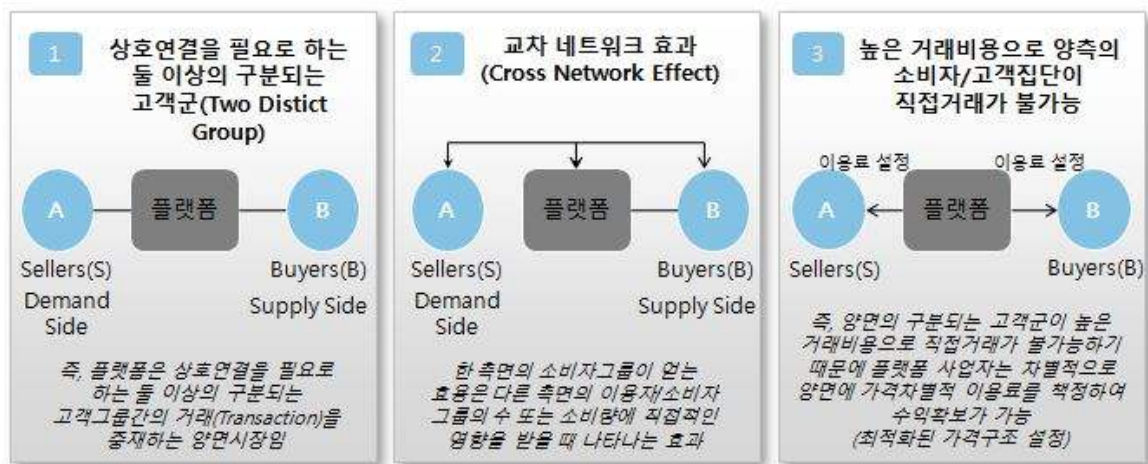 1
상호연결을 필요로 하는
둘 이상의 구분되는
고객군(Two Distict
Group)
A
플랫폼
B
Sellers(S)
Buyers(B)
Demand
Side
Supply Side
즉, 플랫폼은 상호연결을 필요로
하는 둘 이상의 구분되는
고객그룹간의 거래(Transaction)을
중재하는 양면시장임
2
교차 네트워크 효과
(Cross Network Effect)
A
플랫폼
B
Sellers(S)
Buyers(B)
Demand
Side
Supply Side
한 측면의 소비자그룹이 얻는
효용은 다른 측면의 이용재/소비자
그룹의 수 또는 소비량에 직접적인
영향을 받을 때 나타나는 효과
3
높은 거래비용으로 양측의
소비자/고객집단이
직접거래가 불가능
이용료 설정
이용료 설정
A
플랫폼
B
Sellers(S)
Buyers(B)
즉, 양면의 구분되는 고객군이 높은
거래비용으로 직접거래가 불가능하기
때문에 플랫폼 사업자는 차별적으로
양면에 가격차별적 이용료를 책정하여
수익확보가 가능
(최적화된 가격구조 설정)